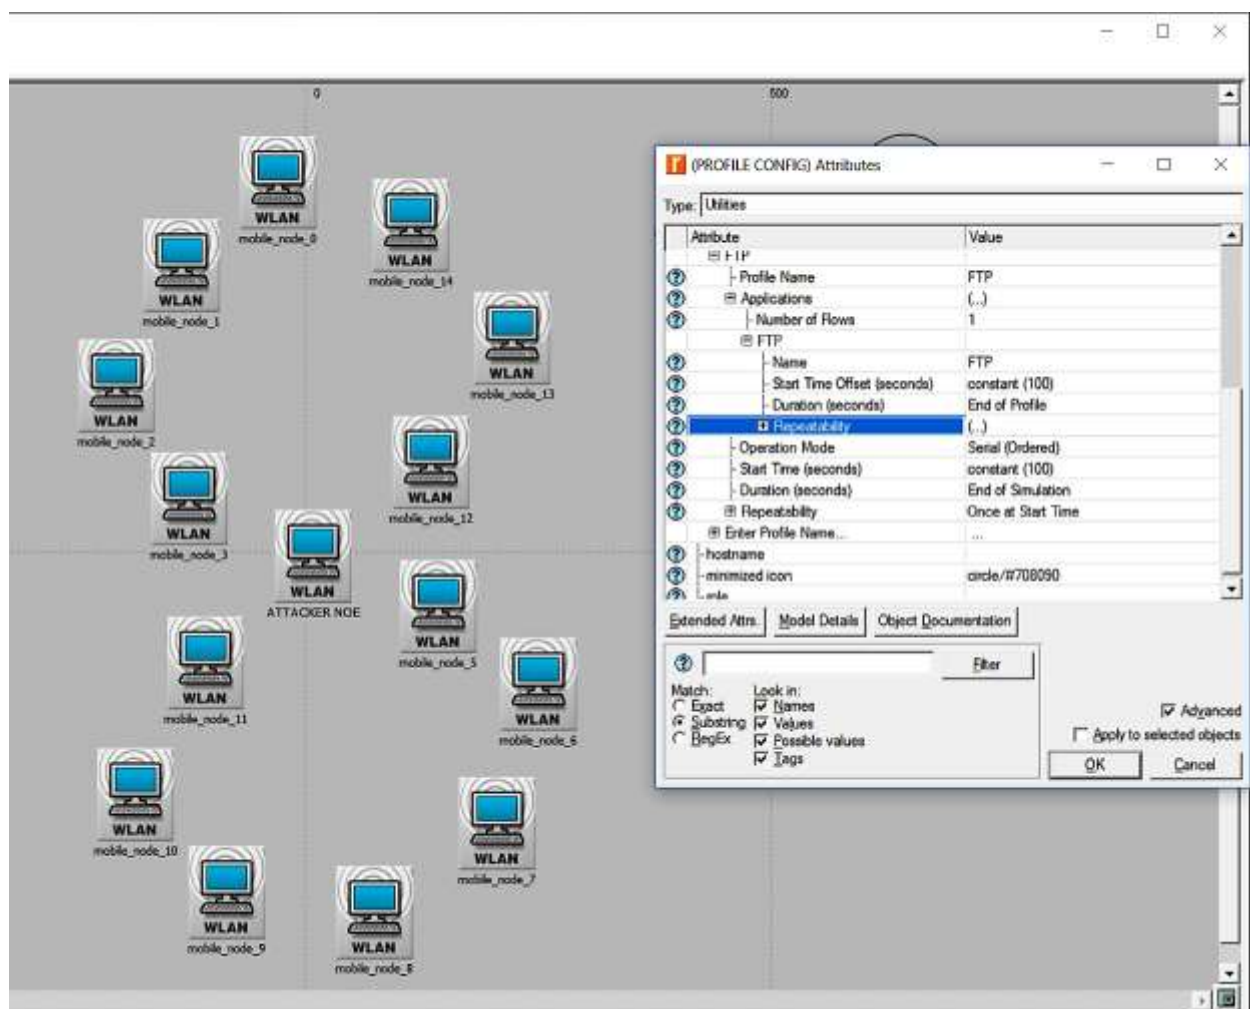 0
500
WLAN
mobile_node_0
WLAN
mobile_node_14
WLAN
mobile_node_1
WLAN
mobile_node_13
WLAN
mobile_node_2
WLAN
mobile_node_12
WLAN
mobile_node_3
WLAN
ATTACKER NOE
WLAN
mobile_node_5
WLAN
mobile_node_11
WLAN
mobile_node_6
WLAN
mobile_node_10
WLAN
mobile_node_7
WLAN
mobile_node_9
WLAN
mobile_node_8
(PROFILE CONFIG) Attributes
Type: Utilities
Attribute Value
FTP
Profile Name FTP
Applications (...)
Number of Rows 1
FTP
Name FTP
Start Time Offset (seconds) constant (100)
Duration (seconds) End of Profile
Repeatability (...)
Operation Mode Serial (Ordered)
Start Time (seconds) constant (100)
Duration (seconds) End of Simulation
Repeatability Once at Start Time
Enter Profile Name... ...
hostname
minimized icon circle/#708090
role
Extended Attrs. Model Details Object Documentation
Filter
Match: Look in:
Exact Names
Substring Values
RegEx Possible values
Tags
Advanced
Apply to selected objects
OK Cancel